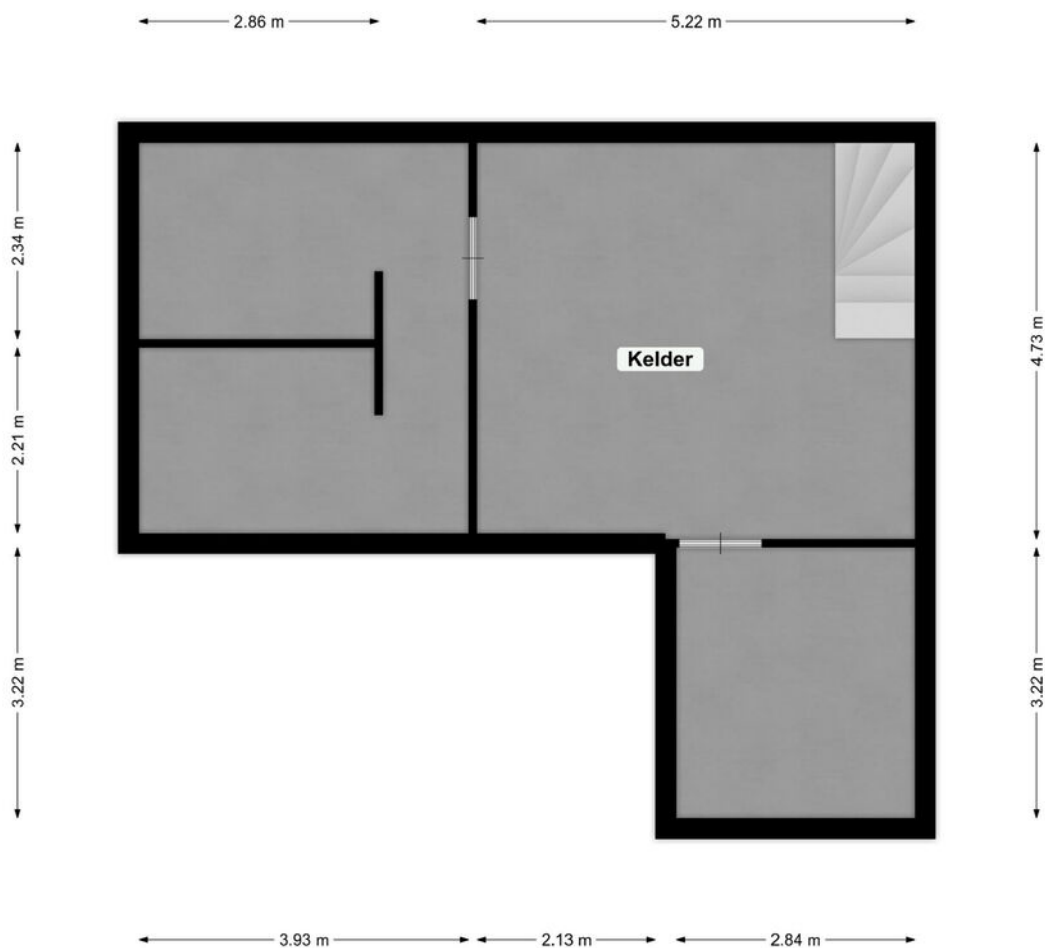 2.86 m
5.22 m
2.34 m
4.73 m
Kelder
2.21 m
3.22 m
3.22 m
3.93 m
2.13 m
2.84 m